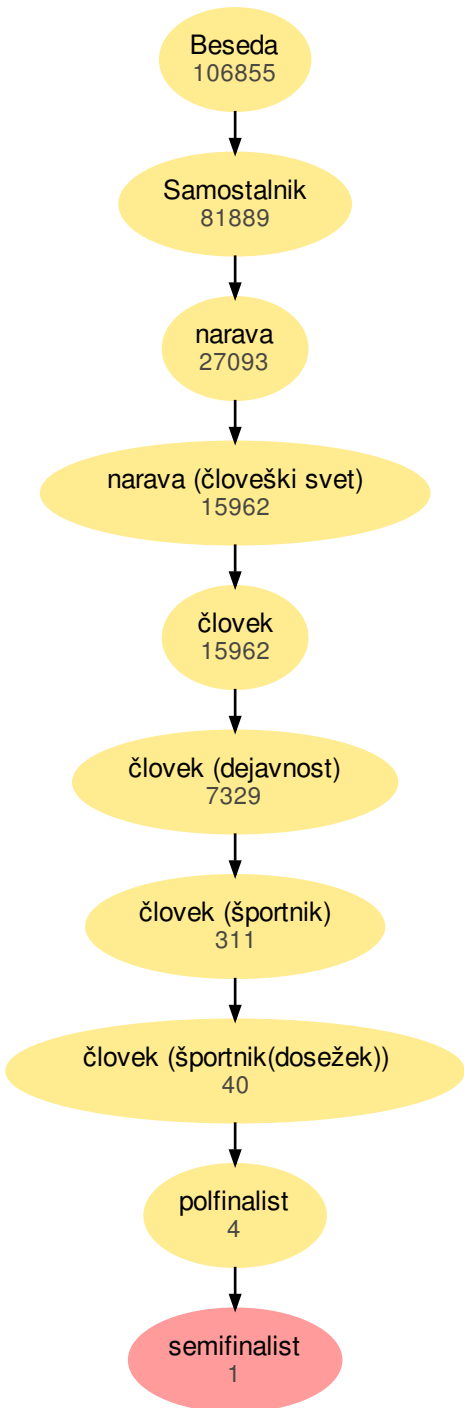 Beseda
106855
Samostalnik
81889
narava
27093
narava (človeški svet)
15962
človek
15962
človek (dejavnost)
7329
človek (športnik)
311
človek (športnik(dosežek))
40
polfinalist
4
semifinalist
1